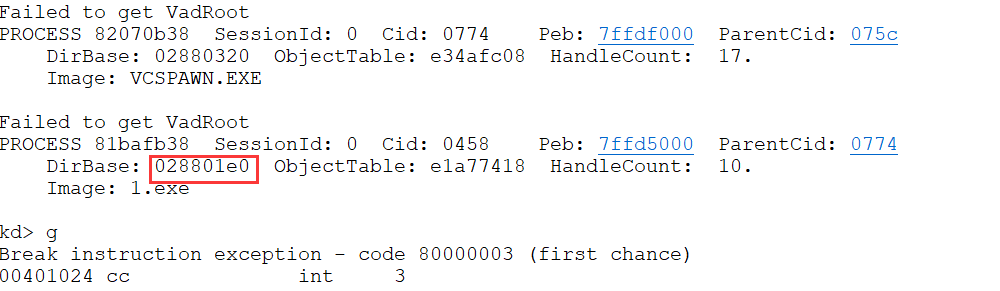 Failed to get VadRoot
PROCESS 82070b38  SessionId: 0  Cid: 0774    Peb: 7ffdf000  ParentCid: 075c
    DirBase: 02880320  ObjectTable: e34afc08  HandleCount:  17.
    Image: VCSPAWN.EXE
Failed to get VadRoot
PROCESS 81bafb38  SessionId: 0  Cid: 0458    Peb: 7ffd5000  ParentCid: 0774
    DirBase: 028801e0  ObjectTable: e1a77418  HandleCount:  10.
    Image: 1.exe
kd> g
Break instruction exception - code 80000003 (first chance)
00401024 cc              int     3